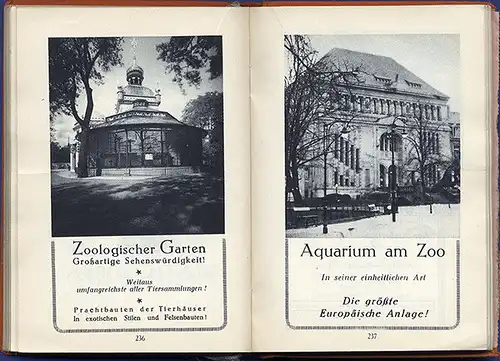 Zoologischer Garten
Großartige Sehenswürdigkeit!
*
Weitaus
umfangreichste aller Tiersammlungen!
*
Prachtbauten der Tierhäuser
In exotischen Stilen und Felsenbauten!
236
Aquarium am Zoo
In seiner einheitlichen Art
Die größte
Europäische Anlage!
237